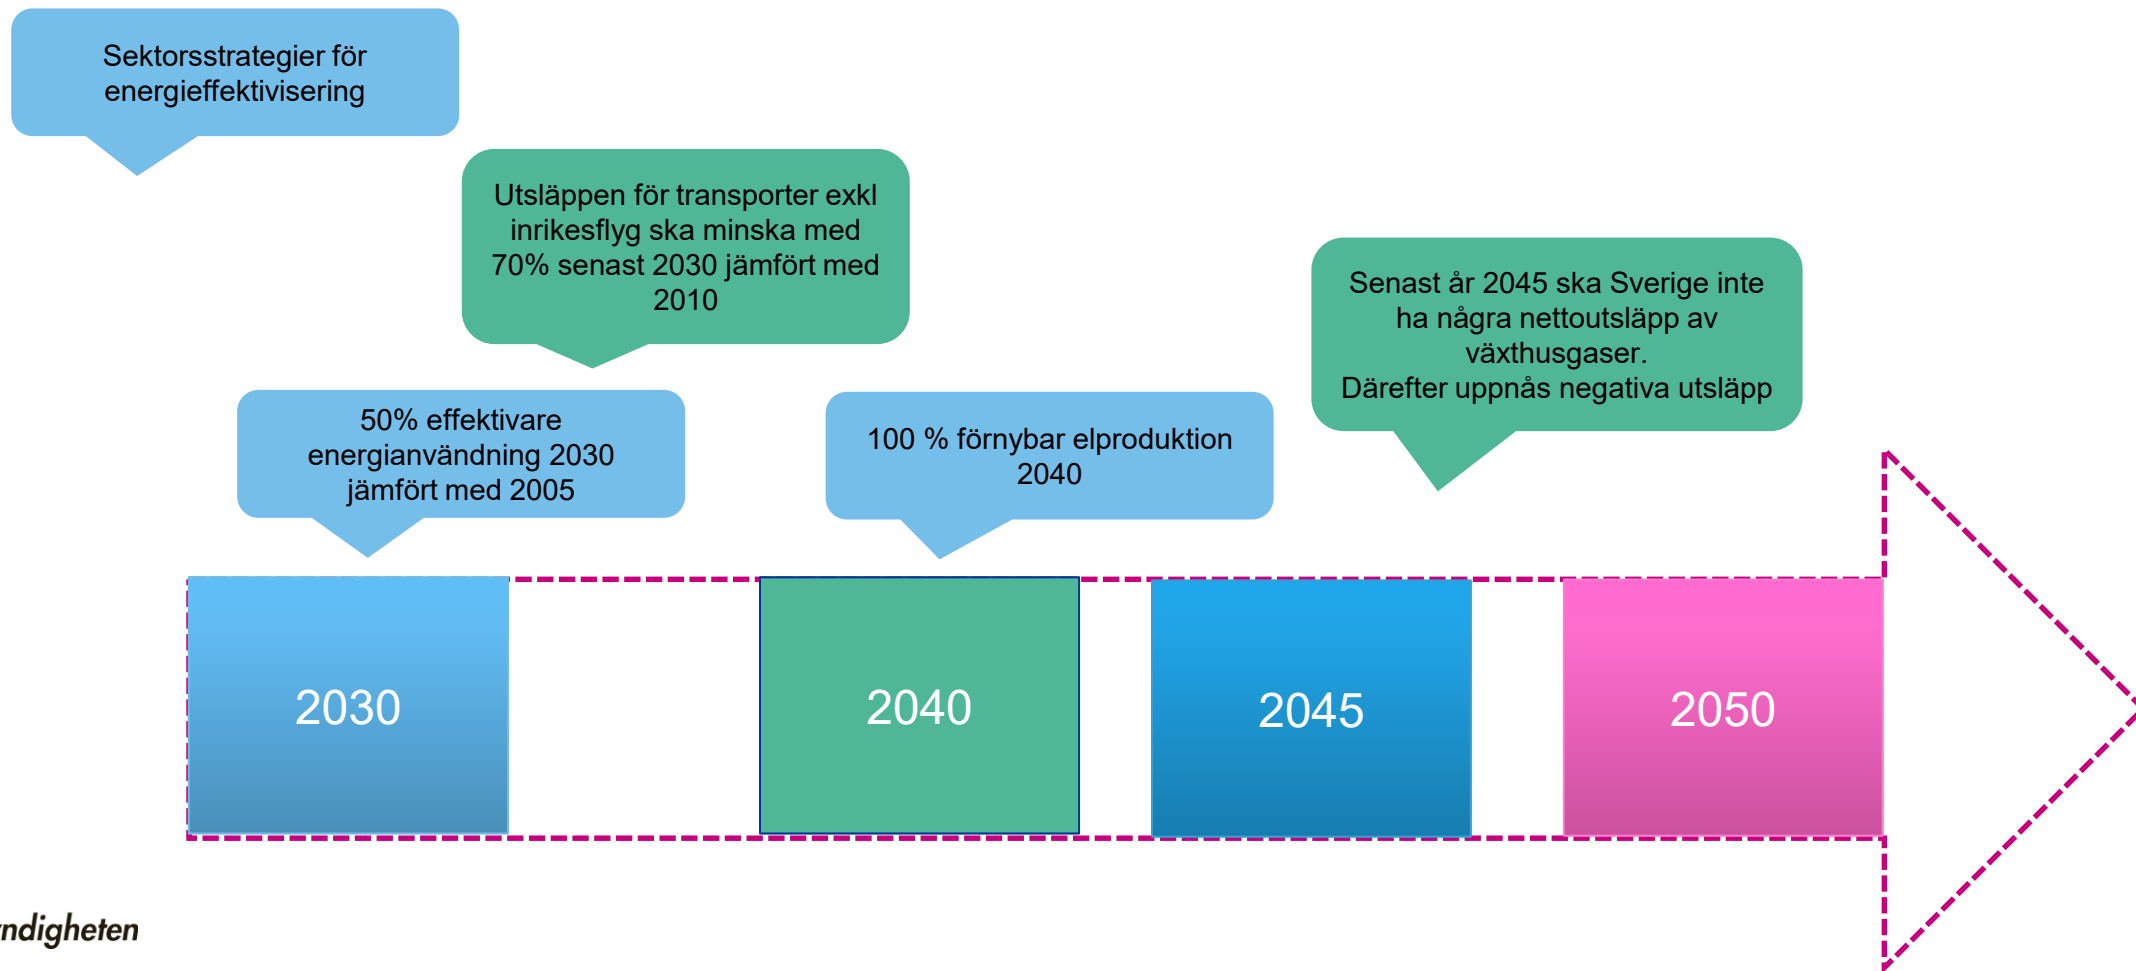 Sektorsstrategier för
energieffektivisering
Utsläppen för transporter exkl
inrikesflyg ska minska med
70% senast 2030 jämfört med
2010
Senast år 2045 ska Sverige inte
ha några nettoutsläpp av
växthusgaser.
Därefter uppnås negativa utsläpp
50% effektivare
energianvändning 2030
jämfört med 2005
100 % förnybar elproduktion
2040
2030
2040
2045
2050
ndigheten